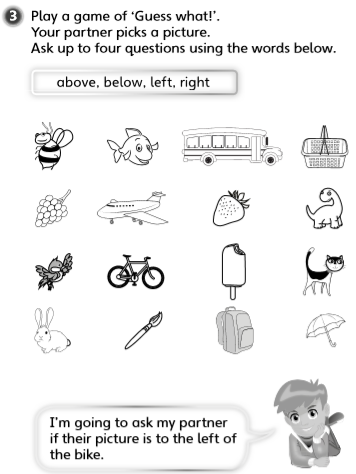 3 Play a game of ‘Guess what!’.
Your partner picks a picture.
Ask up to four questions using the words below.
above, below, left, right
I’m going to ask my partner
if their picture is to the left of
the bike.